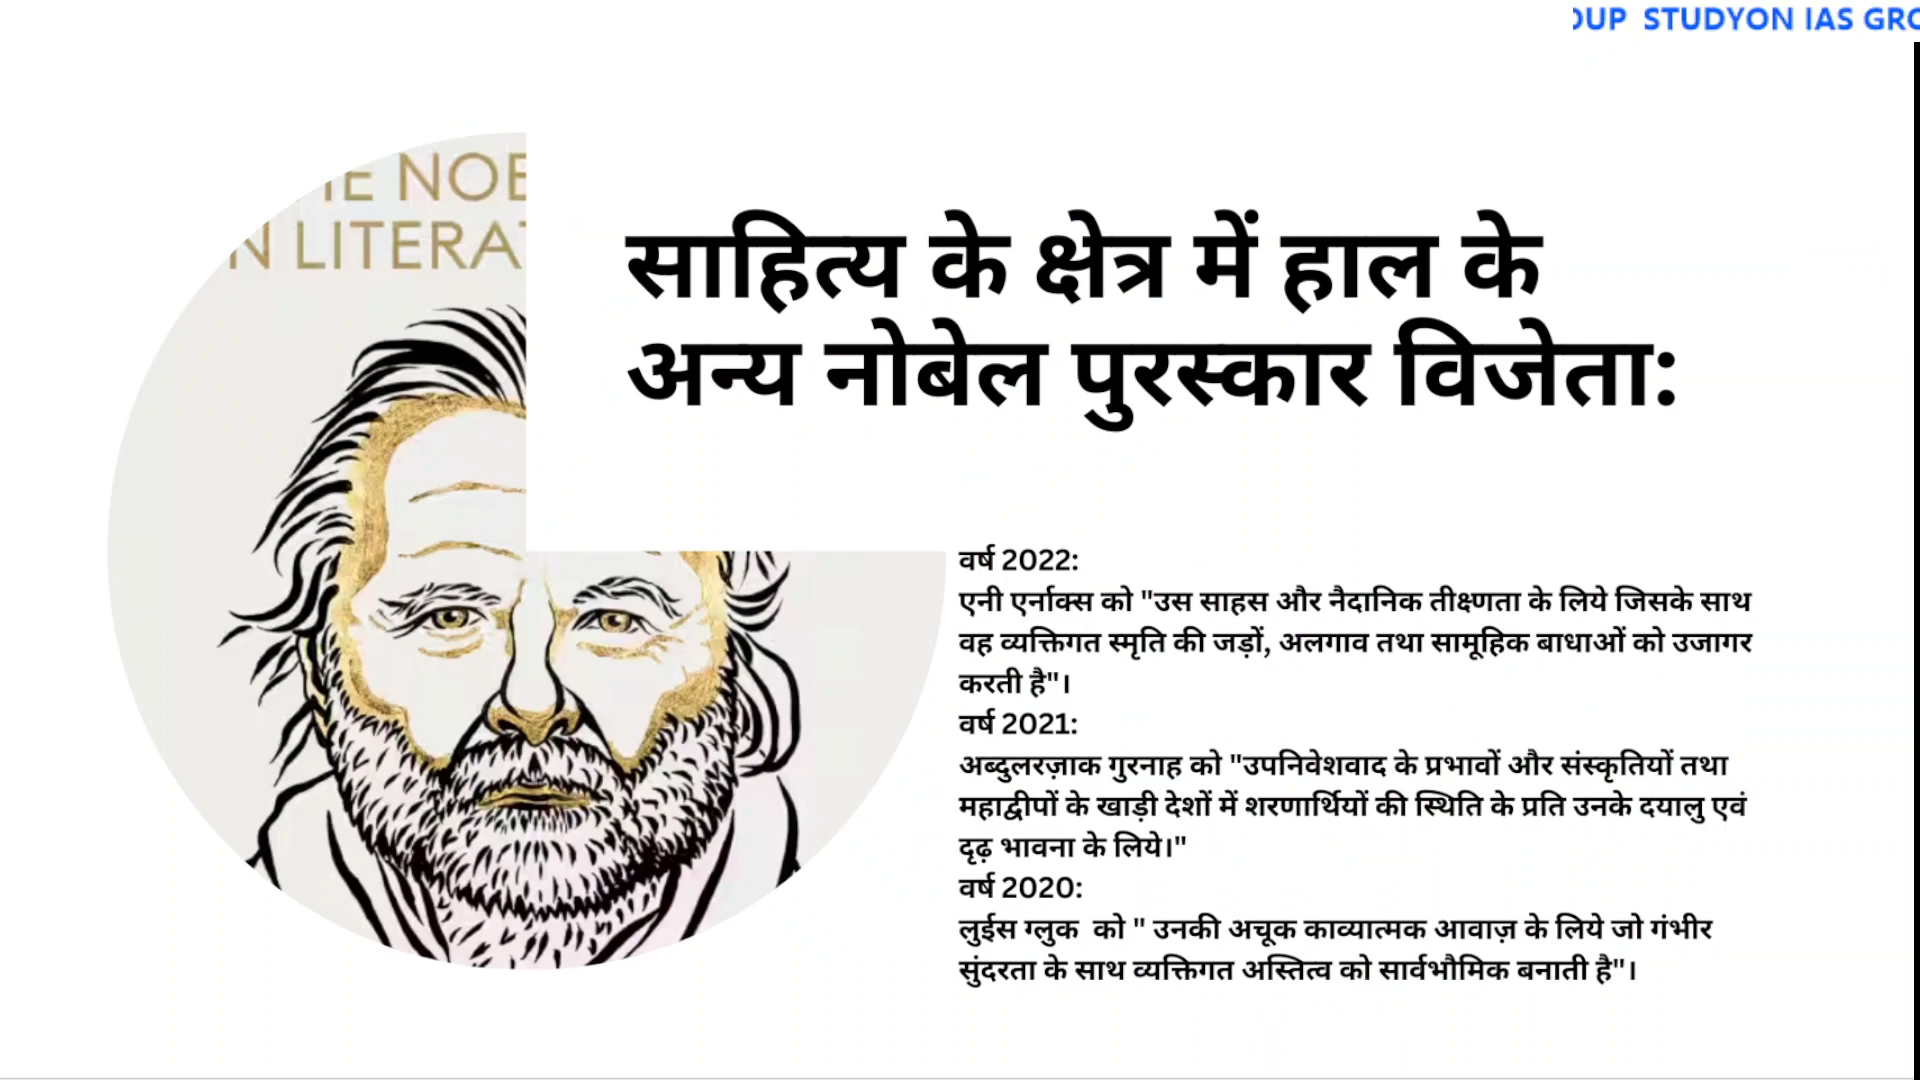 STUDYON IAS
NOB
LITERAT
साहित्य के क्षेत्र में हाल के
अन्य नोबेल पुरस्कार विजेता:
वर्ष 2022:
एनी एर्नाक्स को "उस साहस और नैदानिक तीक्ष्णता के लिये जिसके साथ
वह व्यक्तिगत स्मृति की जड़ों, अलगाव तथा सामूहिक बाधाओं को उजागर
करती है"।
वर्ष 2021:
अब्दुलरज़ाक गुरनाह को "उपनिवेशवाद के प्रभावों और संस्कृतियों तथा
महाद्वीपों के खाड़ी देशों में शरणार्थियों की स्थिति के प्रति उनके दयालु एवं
दृढ़ भावना के लिये।"
वर्ष 2020:
लुईस ग्लुक को " उनकी अचूक काव्यात्मक आवाज़ के लिये जो गंभीर
सुंदरता के साथ व्यक्तिगत अस्तित्व को सार्वभौमिक बनाती है"।